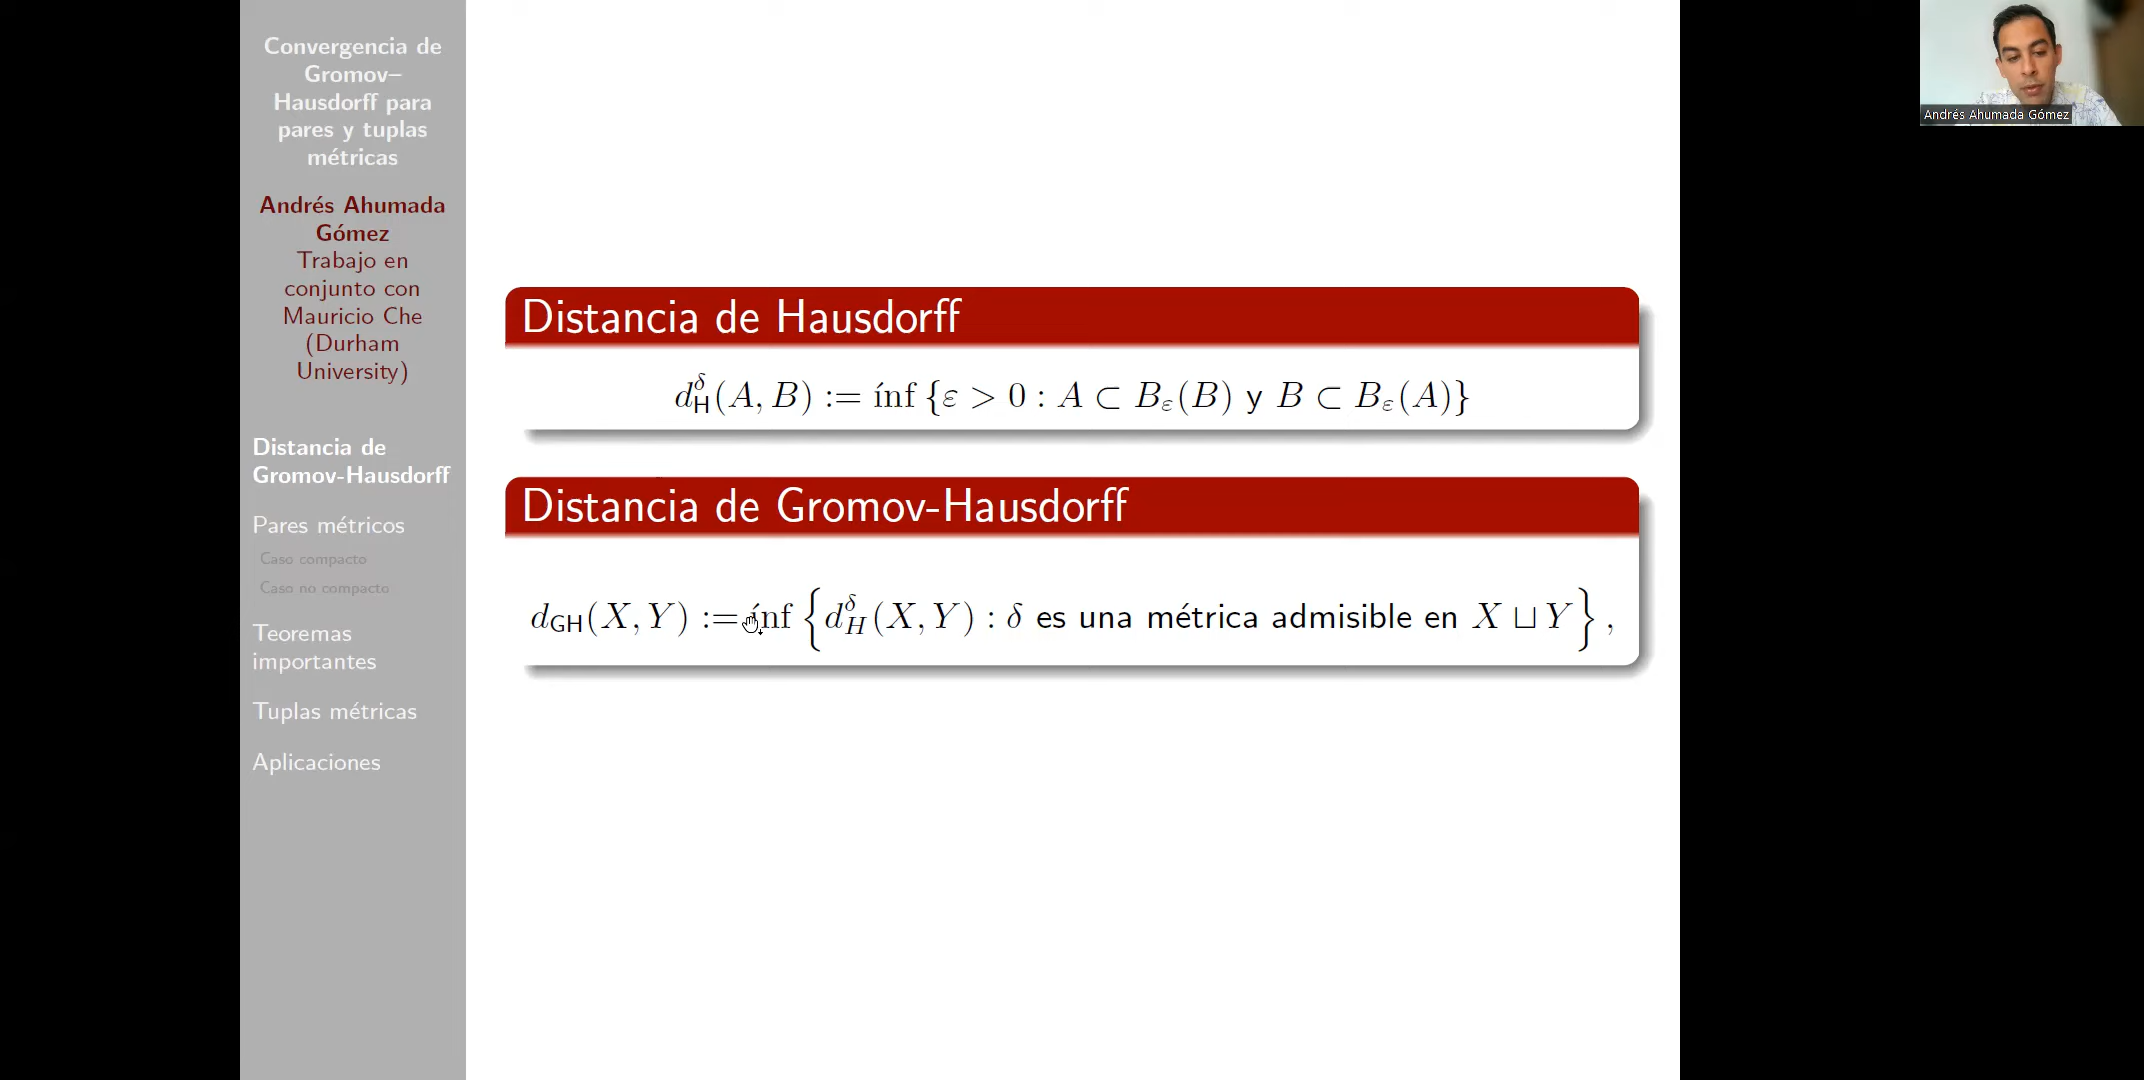 Convergencia de
Gromov–
Hausdorff para
pares y tuplas
métricas
Andrés Ahumada
Gómez
Trabajo en
conjunto con
Mauricio Che
(Durham
University)
Distancia de
Gromov-Hausdorff
Pares métricos
Caso compacto
Caso no compacto
Teoremas
importantes
Tuplas métricas
Aplicaciones
Distancia de Hausdorff
d_H^δ(A, B) := ínf {ε > 0 : A ⊂ B_ε(B) y B ⊂ B_ε(A)}
Distancia de Gromov-Hausdorff
d_GH(X, Y) := ínf {d_H^δ(X, Y) : δ es una métrica admisible en X ⊔ Y},
Andrés Ahumada Gómez